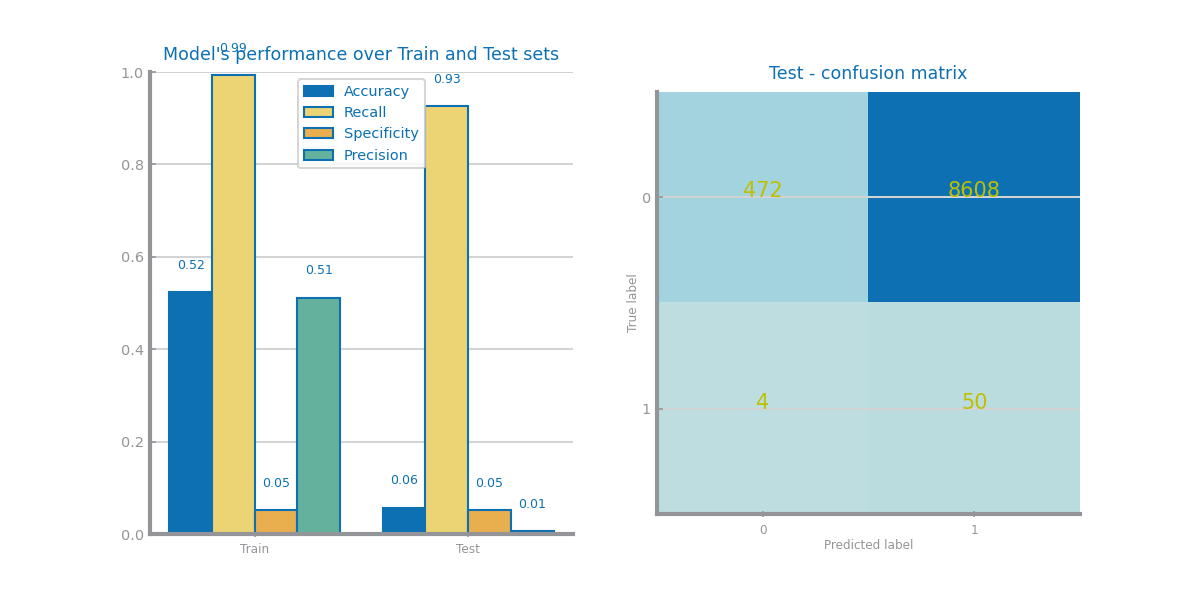 Model's performance over Train and Test sets
0.99
1.0
0.93
Accuracy
Recall
Specificity
Precision
0.8
0.6
0.52
0.51
0.4
0.2
0.05
0.06
0.05
0.01
0.0
Train
Test
Test - confusion matrix
472
8608
0
True label
4
50
1
0
1
Predicted label